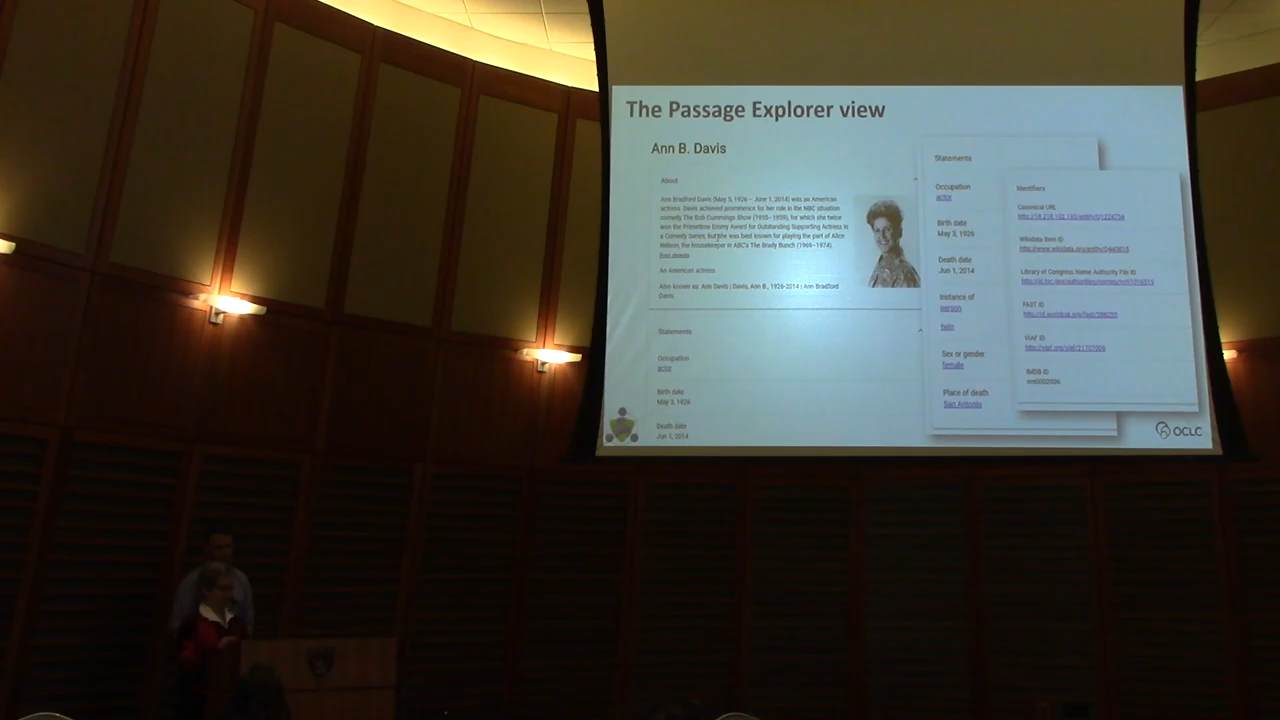 The Passage Explorer view
Ann B. Davis
About
Ann Bradford Davis (May 3, 1926 – June 1, 2014) was an American
actress. Davis achieved prominence for her role in the NBC situation
comedy The Bob Cummings Show (1955–1959), for which she twice
won the Primetime Emmy Award for Outstanding Supporting Actress in
a Comedy Series, but she was best known for playing the part of Alice
Nelson, the housekeeper in ABC's The Brady Bunch (1969–1974).
An American actress
Also known as: Ann Davis | Davis, Ann B., 1926-2014 | Ann Bradford
Davis
Statements
Occupation
actor
Birth date
May 3, 1926
Death date
Jun 1, 2014
Statements
Occupation
actor
Birth date
May 3, 1926
Death date
Jun 1, 2014
Instance of
person
twin
Sex or gender
female
Place of death
San Antonio
Identifiers
Canonical URL
Wikidata Item ID
Library of Congress Name Authority File ID
FAST ID
VIAF ID
IMDB ID
OCLC